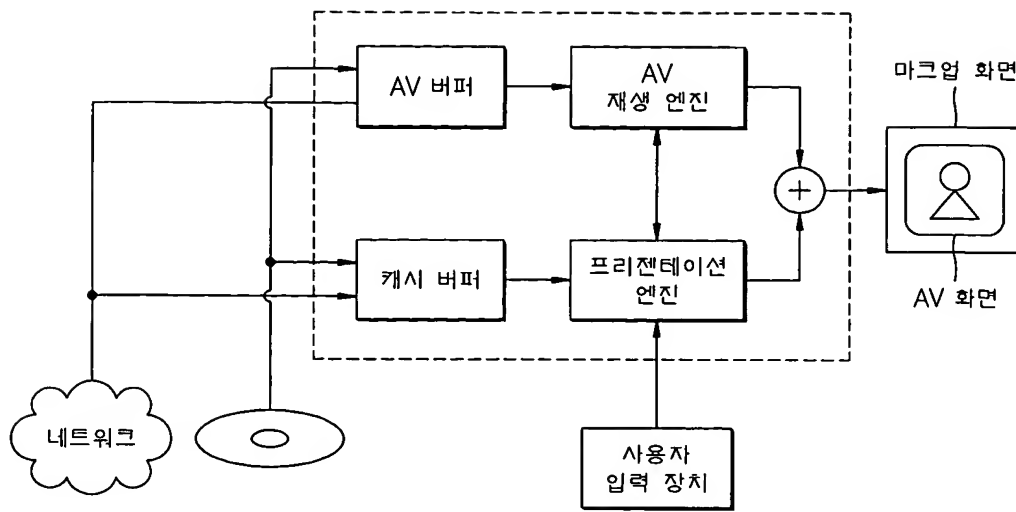 AV 버퍼
AV
재생 엔진
마크업 화면
캐시 버퍼
프리젠테이션
엔진
AV 화면
네트워크
사용자
입력 장치